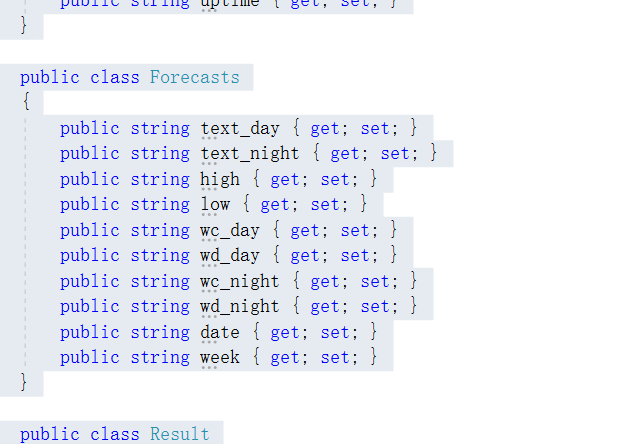 public string uptime { get; set; }
}
public class Forecasts
{
public string text_day { get; set; }
public string text_night { get; set; }
public string high { get; set; }
public string low { get; set; }
public string wc_day { get; set; }
public string wd_day { get; set; }
public string wc_night { get; set; }
public string wd_night { get; set; }
public string date { get; set; }
public string week { get; set; }
}
public class Result